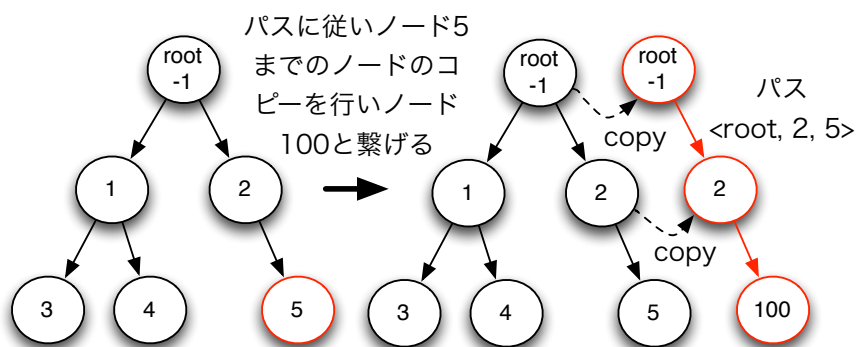 パスに従いノード5
までのノードのコ
ピーを行いノード
100と繋げる
root
-1
1
2
3
4
5
root
-1
root
-1
copy
パス
<root, 2, 5>
1
2
2
copy
3
4
5
100